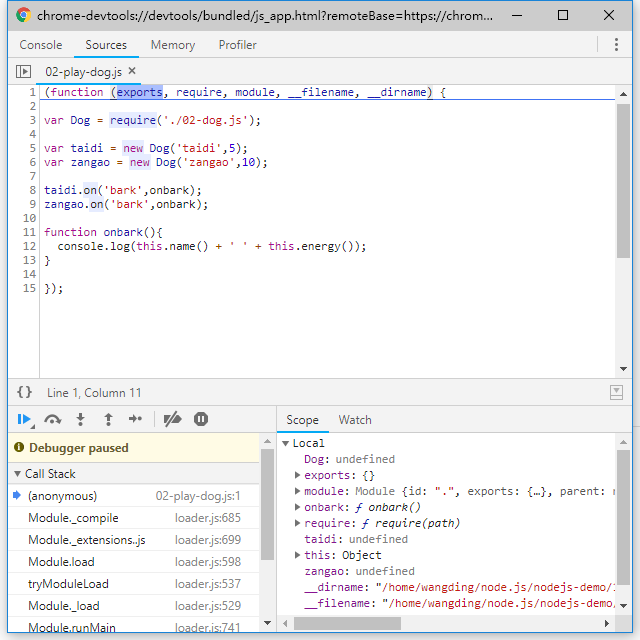 chrome-devtools://devtools/bundled/js_app.html?remoteBase=https://chrom...
Console Sources Memory Profiler
02-play-dog.js ×
1 (function (exports, require, module, __filename, __dirname) {
2
3 var Dog = require('./02-dog.js');
4
5 var taidi = new Dog('taidi',5);
6 var zangao = new Dog('zangao',10);
7
8 taidi.on('bark',onbark);
9 zangao.on('bark',onbark);
10
11 function onbark(){
12   console.log(this.name() + ' ' + this.energy());
13 }
14
15 });
{} Line 1, Column 11
Debugger paused
Call Stack
(anonymous) 02-play-dog.js:1
Module._compile loader.js:685
Module._extensions..js loader.js:699
Module.load loader.js:598
tryModuleLoad loader.js:537
Module._load loader.js:529
Module.runMain loader.js:741
Scope Watch
Local
Dog: undefined
exports: {}
module: Module {id: ".", exports: {…}, parent:
onbark: ƒ onbark()
require: ƒ require(path)
taidi: undefined
this: Object
zangao: undefined
__dirname: "/home/wangding/node.js/nodejs-demo/
__filename: "/home/wangding/node.js/nodejs-demo/